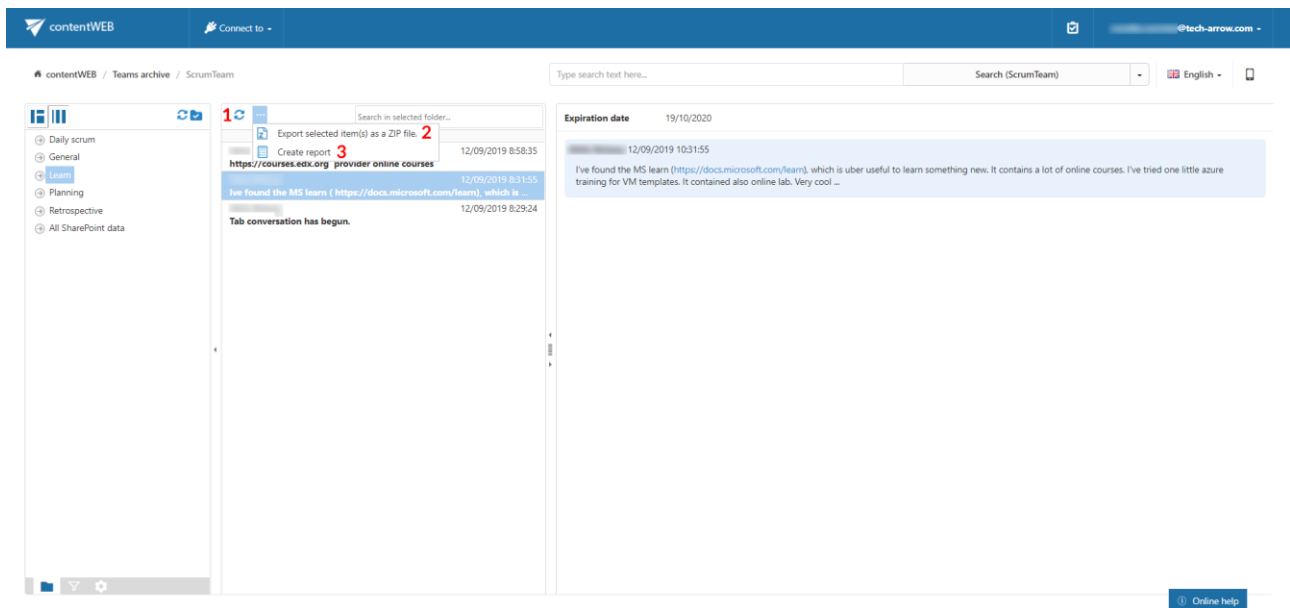 contentWEB
Connect to
@tech-arrow.com
contentWEB / Teams archive / ScrumTeam
Type search text here...
Search (ScrumTeam)
English
1
Search in selected folder...
Export selected item(s) as a ZIP file. 2
Create report 3
Daily scrum
General
Learn
Planning
Retrospective
All SharePoint data
12/09/2019 8:58:35
https://courses.edx.org provider online courses
12/09/2019 8:31:55
Ive found the MS learn ( https://docs.microsoft.com/learn), which is ...
12/09/2019 8:29:24
Tab conversation has begun.
Expiration date 19/10/2020
12/09/2019 10:31:55
I've found the MS learn (https://docs.microsoft.com/learn), which is uber useful to learn something new. It contains a lot of online courses. I've tried one little azure
training for VM templates. It contained also online lab. Very cool ...
Online help